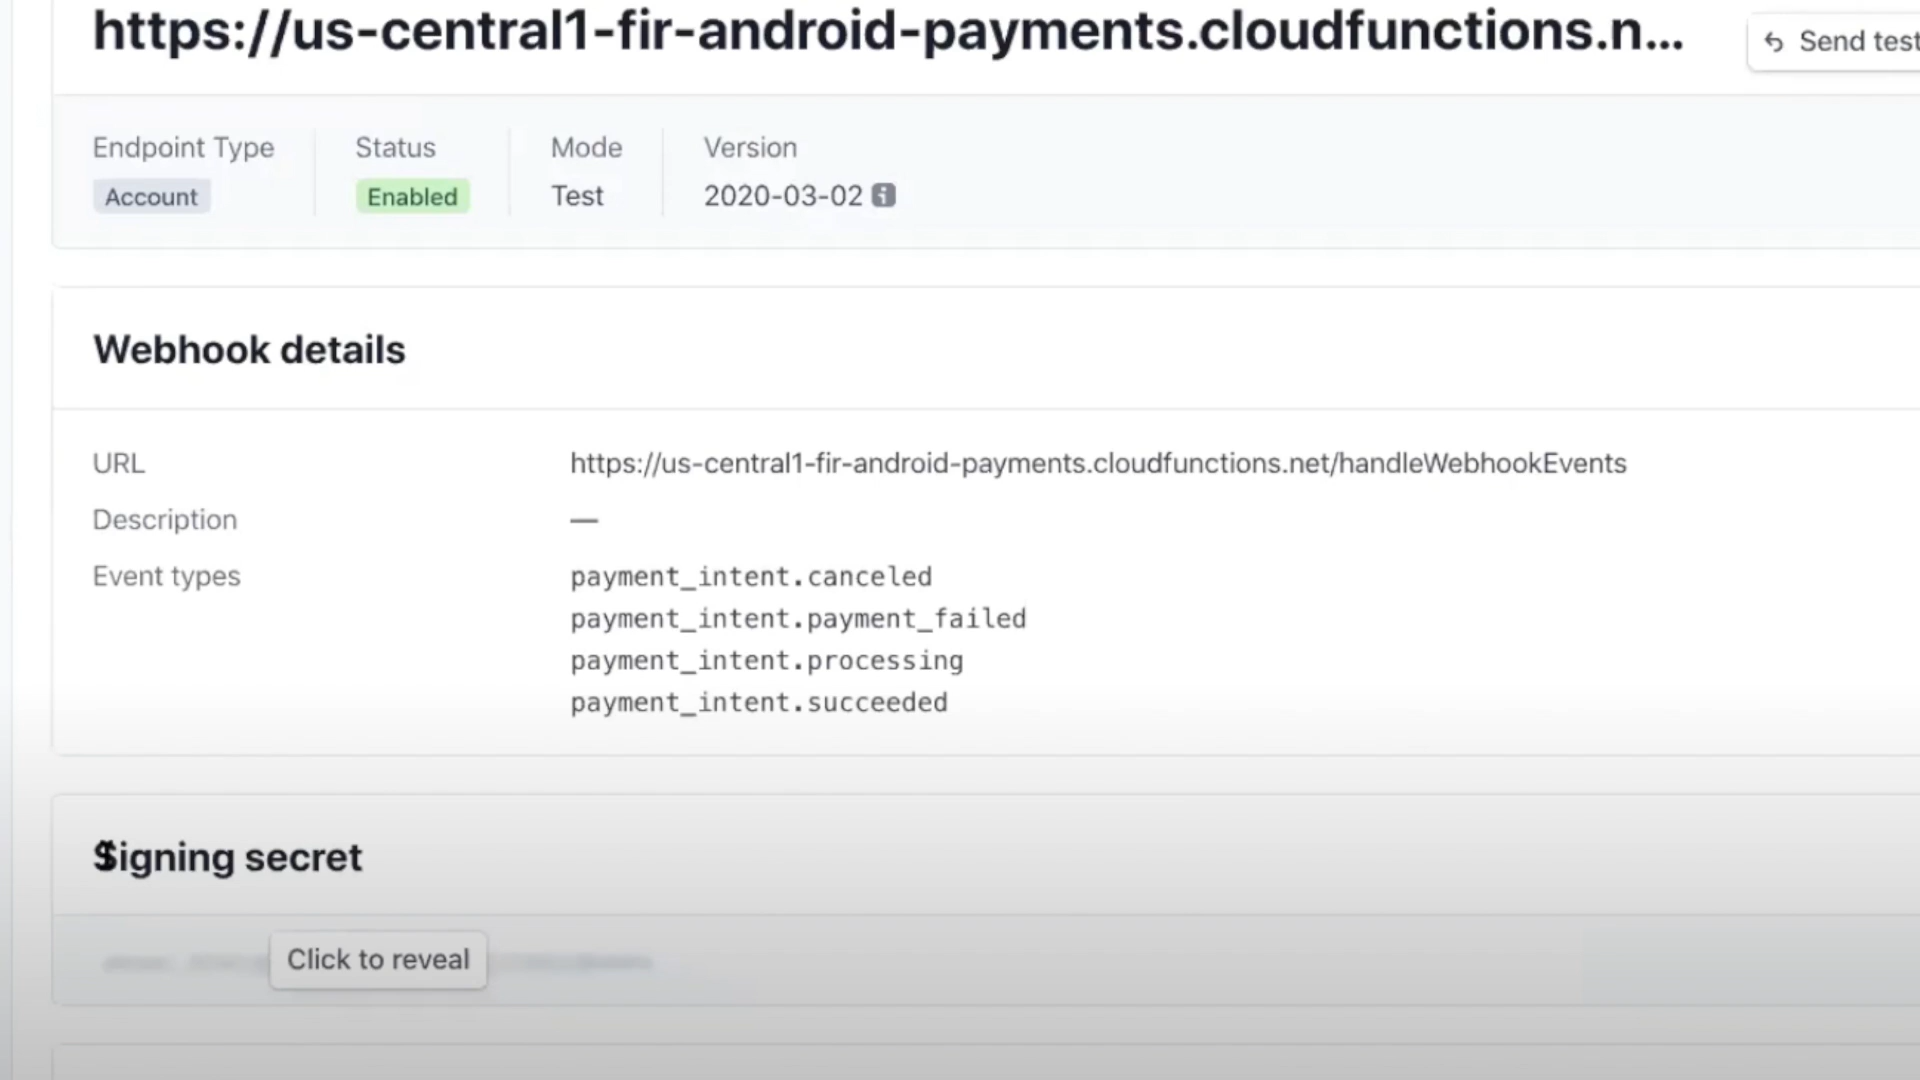 https://us-central1-fir-android-payments.cloudfunctions.n...
Send test
Endpoint Type
Status
Mode
Version
Account
Enabled
Test
2020-03-02
Webhook details
URL
https://us-central1-fir-android-payments.cloudfunctions.net/handleWebhookEvents
Description
—
Event types
payment_intent.canceled
payment_intent.payment_failed
payment_intent.processing
payment_intent.succeeded
Signing secret
Click to reveal